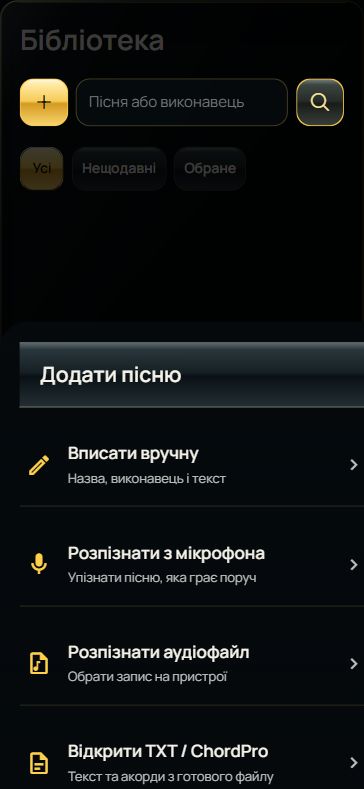 Бібліотека
+
Пісня або виконавець
Усі
Нещодавні
Обране
Додати пісню
Вписати вручну
Назва, виконавець і текст
Розпізнати з мікрофона
Упізнати пісню, яка грає поруч
Розпізнати аудіофайл
Обрати запис на пристрої
Відкрити TXT / ChordPro
Текст та акорди з готового файлу